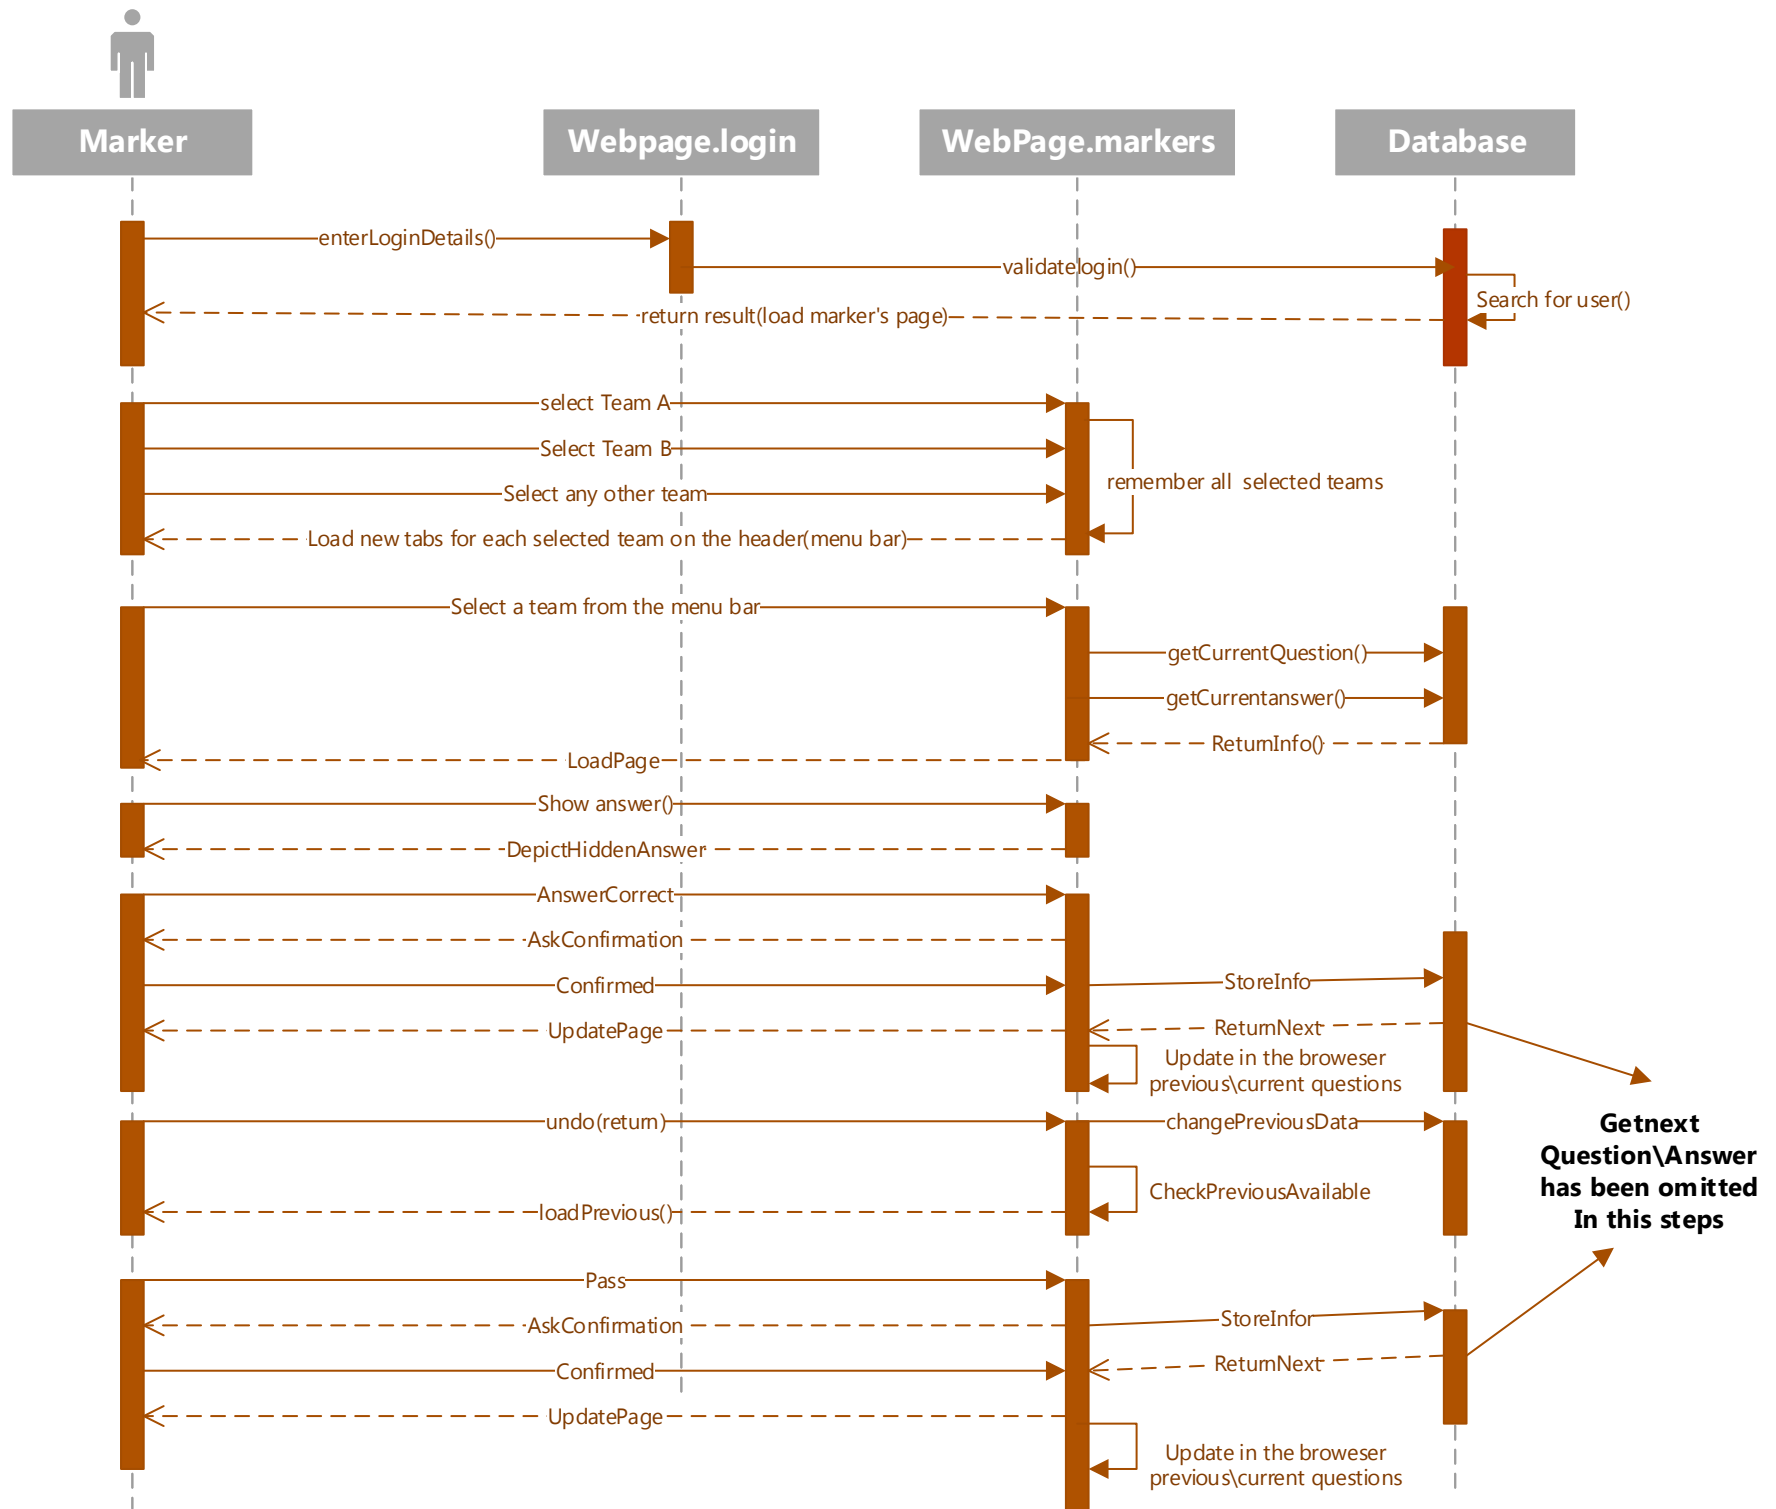 Marker
Webpage.login
WebPage.markers
Database
enterLoginDetails()
validatelogin()
Search for user()
return result(load marker's page)
select Team A
Select Team B
remember all  selected teams
Select any other team
Load new tabs for each selected team on the header(menu bar)
Select a team from the menu bar
getCurrentQuestion()
getCurrentanswer()
ReturnInfo()
LoadPage
Show answer()
DepictHiddenAnswer
AnswerCorrect
AskConfirmation
StoreInfo
Confirmed
ReturnNext
UpdatePage
Update in the broweser
previous\current questions
undo(return)
changePreviousData
Getnext
Question\Answer
has been omitted
In this steps
CheckPreviousAvailable
loadPrevious()
Pass
StoreInfor
AskConfirmation
ReturnNext
Confirmed
UpdatePage
Update in the broweser
previous\current questions